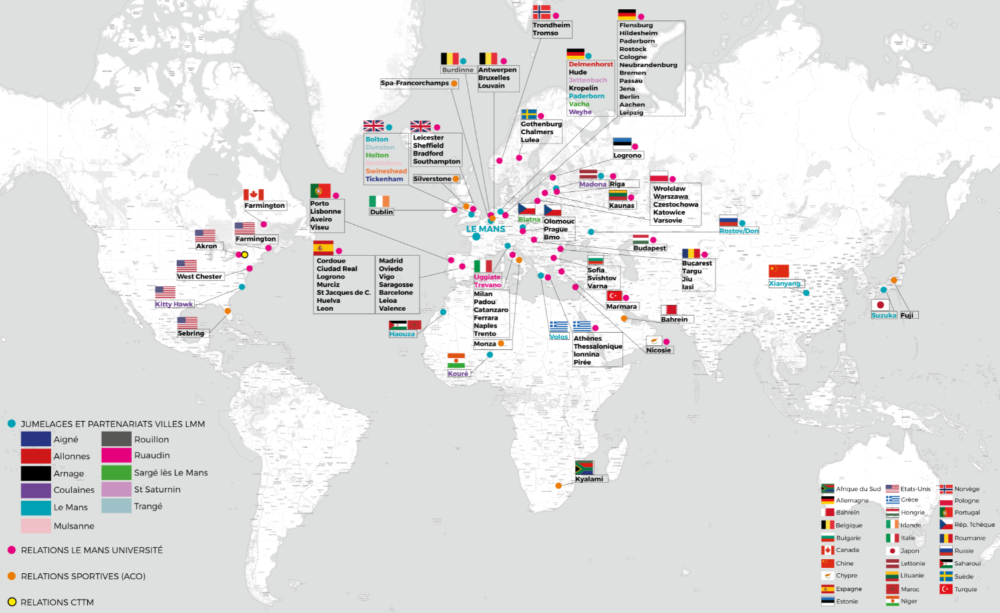 Trondheim
Tromso
Flensburg
Hildesheim
Paderborn
Rostock
Cologne
Neubrandenburg
Bremen
Passau
Jena
Berlin
Aachen
Leipzig
Delmenhorst
Hude
Jettenbach
Kropelin
Paderborn
Vacha
Weyhe
Burdinne
Antwerpen
Bruxelles
Louvain
Spa-Francorchamps
Gothenburg
Chalmers
Lulea
Bolton
Dunston
Holton
Nettleham
Swineshead
Tickenham
Leicester
Sheffield
Bradford
Southampton
Silverstone
Logrono
Madona
Riga
Kaunas
Wrolclaw
Warszawa
Czestochowa
Katowice
Varsovie
Porto
Lisbonne
Aveiro
Viseu
Dublin
Farmington
Farmington
Akron
West Chester
Kitty Hawk
Sebring
LE MANS
Blatna
Olomouc
Prague
Bmo
Rostov/Don
Budapest
Bucarest
Targu
Jiu
Iasi
Cordoue
Ciudad Real
Logrono
Murciz
St Jacques de C.
Huelva
Leon
Madrid
Oviedo
Vigo
Saragosse
Barcelone
Leioa
Valence
Uggiate
Trevano
Milan
Padou
Catanzaro
Ferrara
Naples
Trento
Monza
Sofia
Svishtov
Varna
Marmara
Bahrein
Nicosie
Volos
Athènes
Thessalonique
Ionnina
Pirée
Haouza
Kouré
Xianyang
Suzuka
Fuji
Kyalami
JUMELAGES ET PARTENARIATS VILLES LMM
Aigné
Allonnes
Arnage
Coulaines
Le Mans
Mulsanne
Rouillon
Ruaudin
Sargé lès Le Mans
St Saturnin
Trangé
RELATIONS LE MANS UNIVERSITÉ
RELATIONS SPORTIVES (ACO)
RELATIONS CTTM
Afrique du Sud
Allemagne
Bahreïn
Belgique
Bulgarie
Canada
Chine
Chypre
Espagne
Estonie
Etats-Unis
Grèce
Hongrie
Irlande
Italie
Japon
Lettonie
Lituanie
Maroc
Niger
Norvège
Pologne
Portugal
Rép. Tchèque
Roumanie
Russie
Saharoui
Suède
Turquie